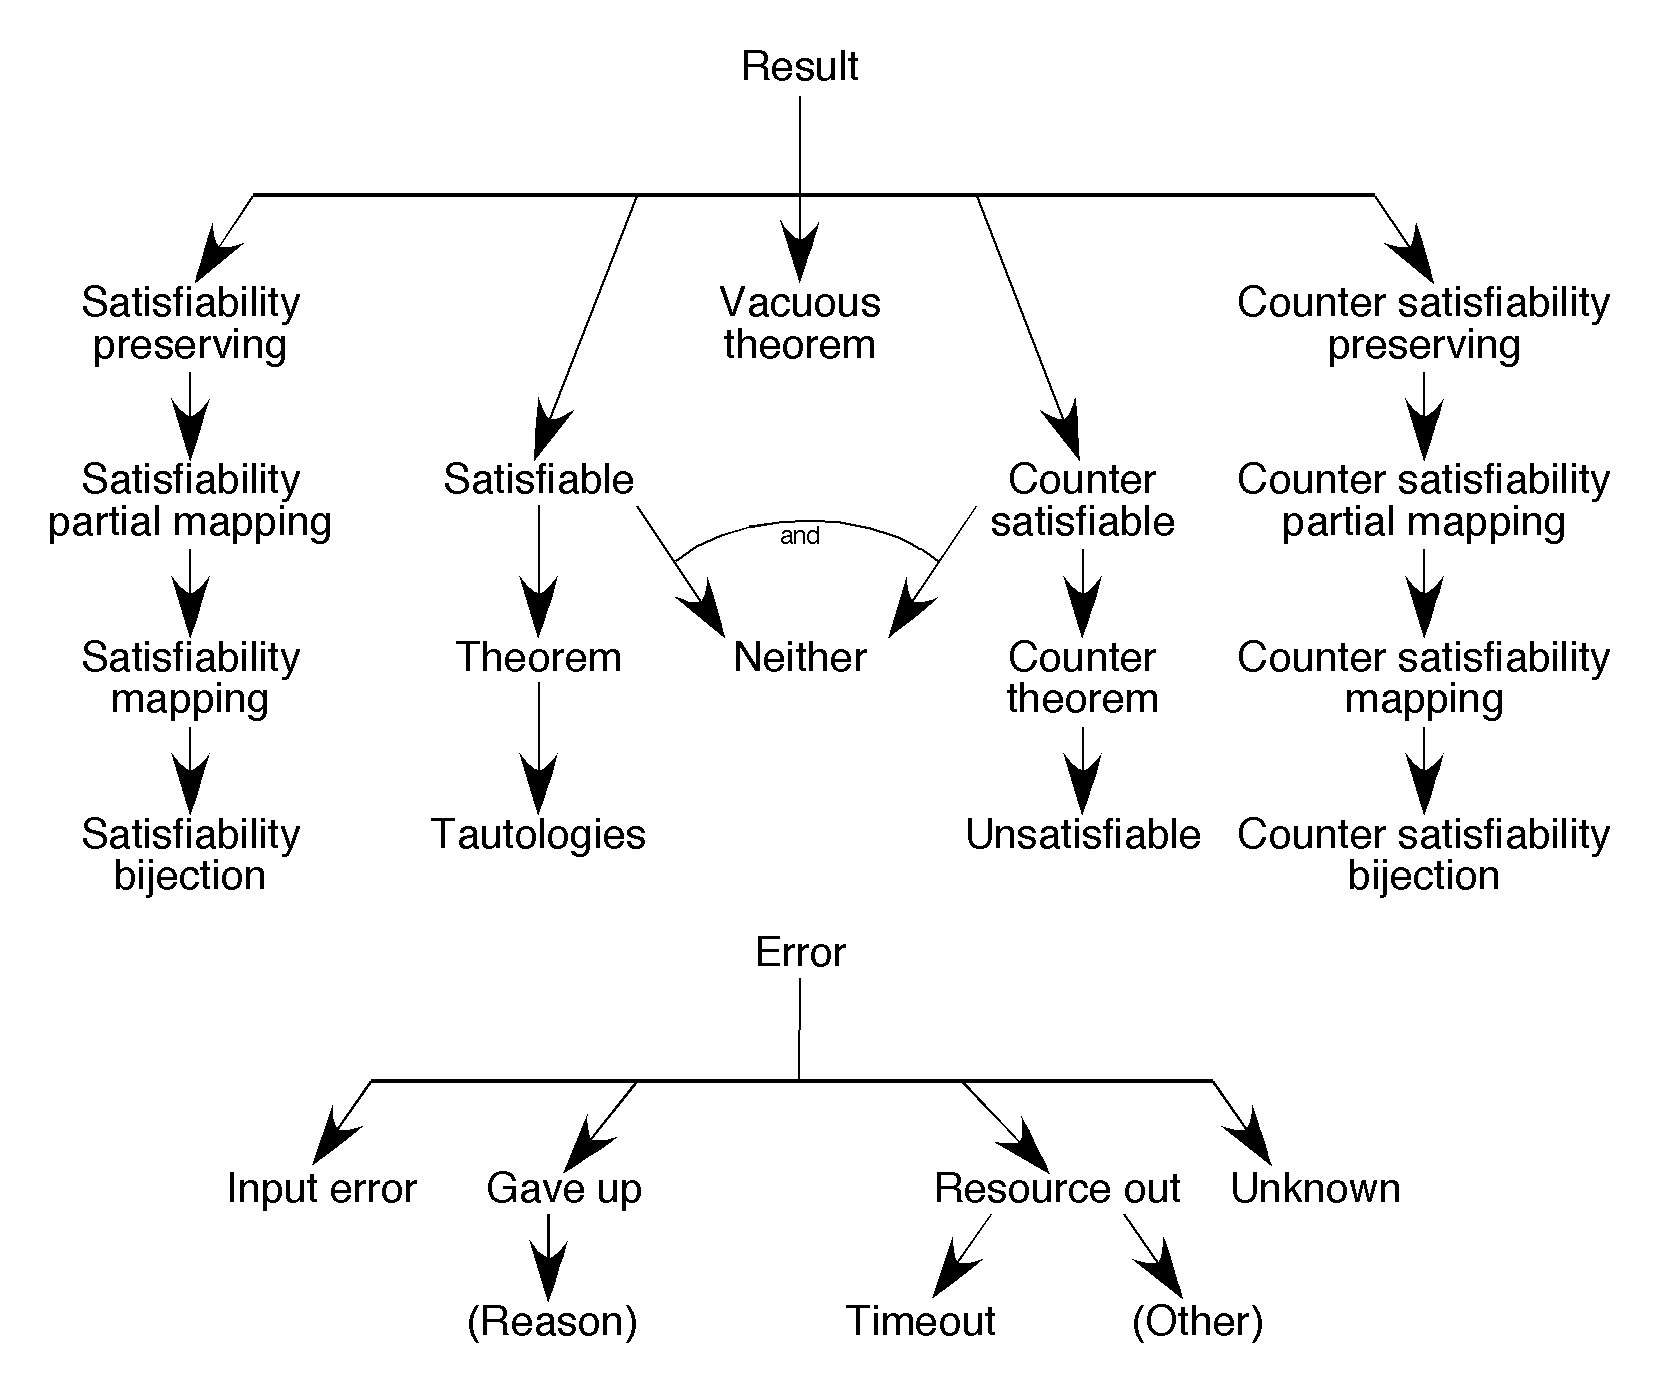 Result
Satisfiability
preserving
Vacuous
theorem
Counter satisfiability
preserving
Satisfiability
partial mapping
Satisfiable
Counter
satisfiable
Counter satisfiability
partial mapping
and
Satisfiability
mapping
Theorem
Neither
Counter
theorem
Counter satisfiability
mapping
Satisfiability
bijection
Tautologies
Unsatisfiable
Counter satisfiability
bijection
Error
Input error
Gave up
Resource out
Unknown
(Reason)
Timeout
(Other)